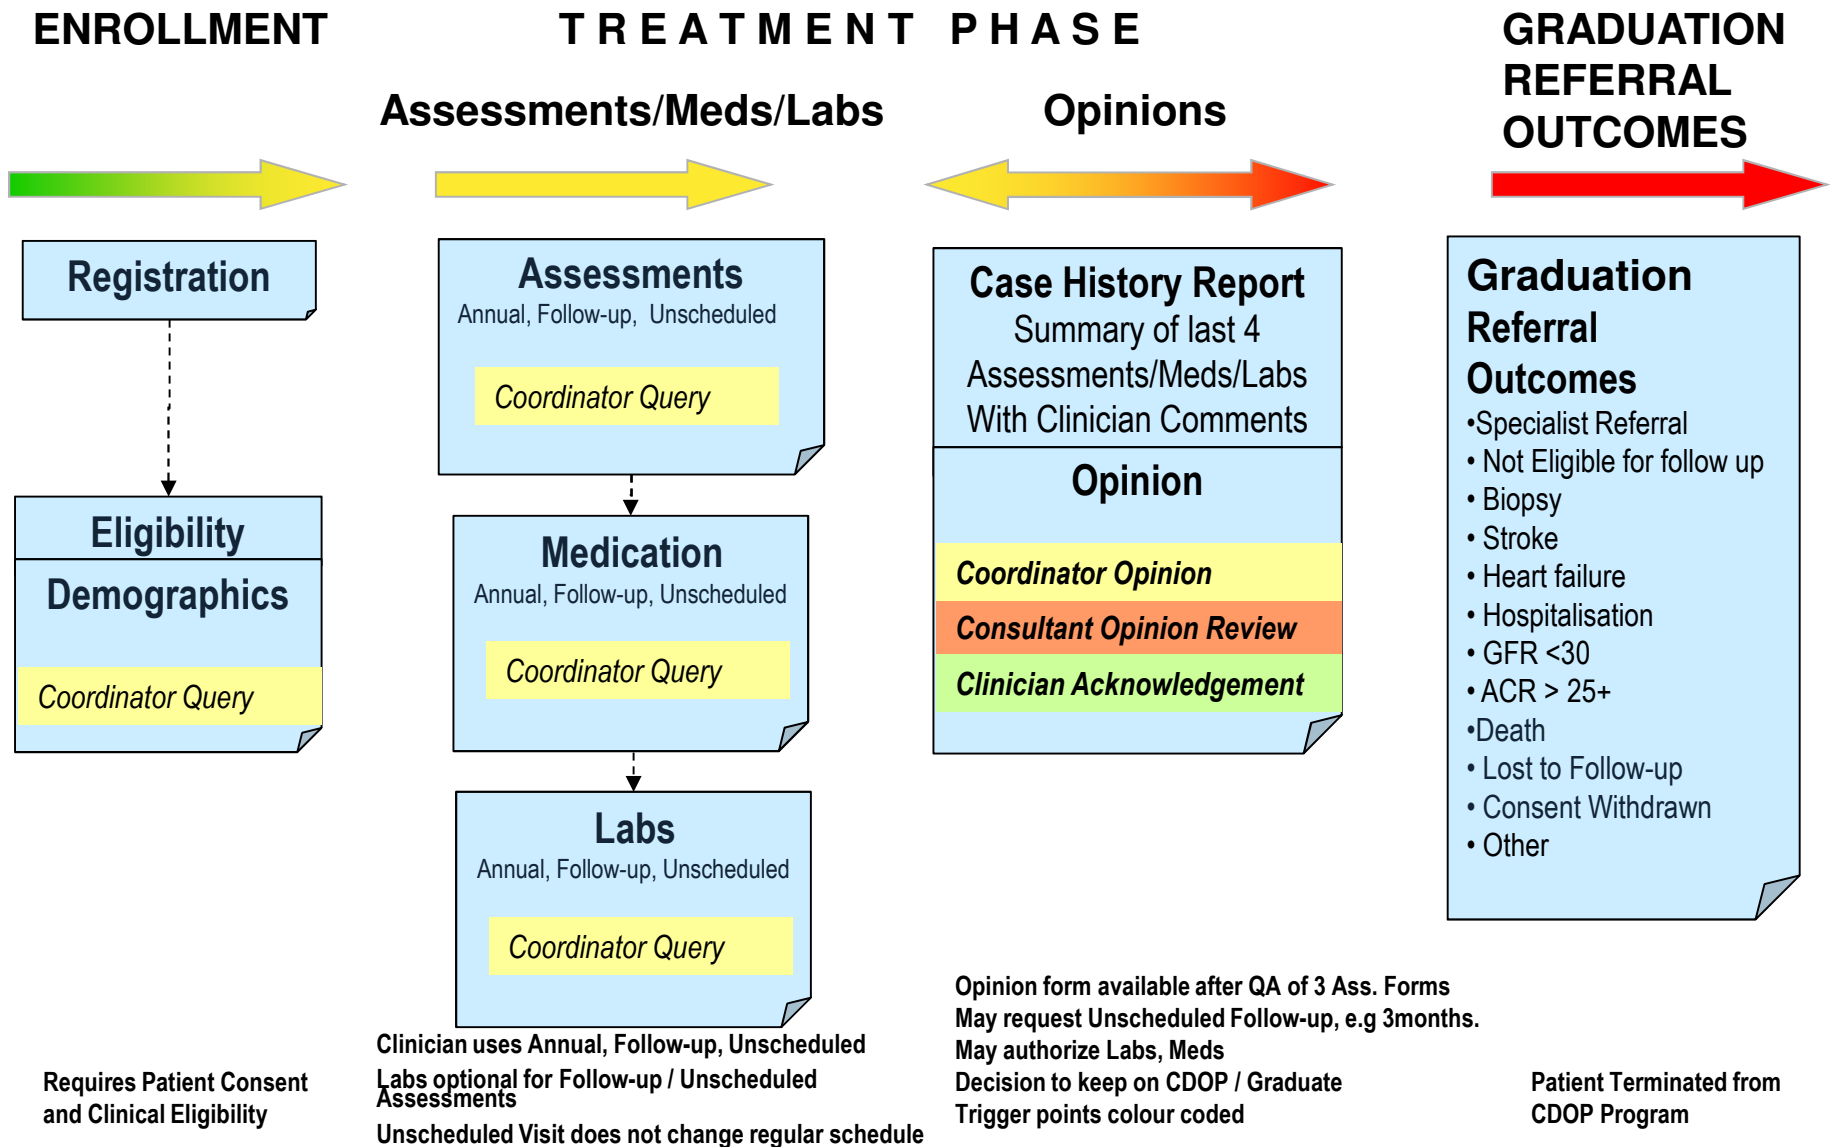 ENROLLMENT
TREATMENT PHASE
GRADUATION
REFERRAL
OUTCOMES
Assessments/Meds/Labs
Opinions
Registration
Eligibility
Demographics
Coordinator Query
Requires Patient Consent
and Clinical Eligibility
Assessments
Annual, Follow-up, Unscheduled
Coordinator Query
Medication
Annual, Follow-up, Unscheduled
Coordinator Query
Labs
Annual, Follow-up, Unscheduled
Coordinator Query
Clinician uses Annual, Follow-up, Unscheduled
Labs optional for Follow-up / Unscheduled
Assessments
Unscheduled Visit does not change regular schedule
Case History Report
Summary of last 4
Assessments/Meds/Labs
With Clinician Comments
Opinion
Coordinator Opinion
Consultant Opinion Review
Clinician Acknowledgement
Opinion form available after QA of 3 Ass. Forms
May request Unscheduled Follow-up, e.g 3months.
May authorize Labs, Meds
Decision to keep on CDOP / Graduate
Trigger points colour coded
Graduation
Referral
Outcomes
•Specialist Referral
• Not Eligible for follow up
• Biopsy
• Stroke
• Heart failure
• Hospitalisation
• GFR <30
• ACR > 25+
•Death
• Lost to Follow-up
• Consent Withdrawn
• Other
Patient Terminated from
CDOP Program